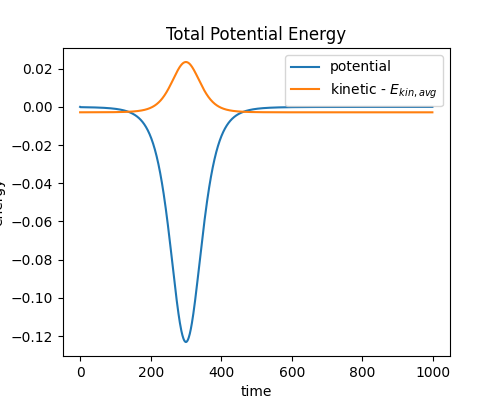 Total Potential Energy
potential
kinetic - E_{kin,avg}
0.02
0.00
−0.02
−0.04
−0.06
−0.08
−0.10
−0.12
energy
0 200 400 600 800 1000
time